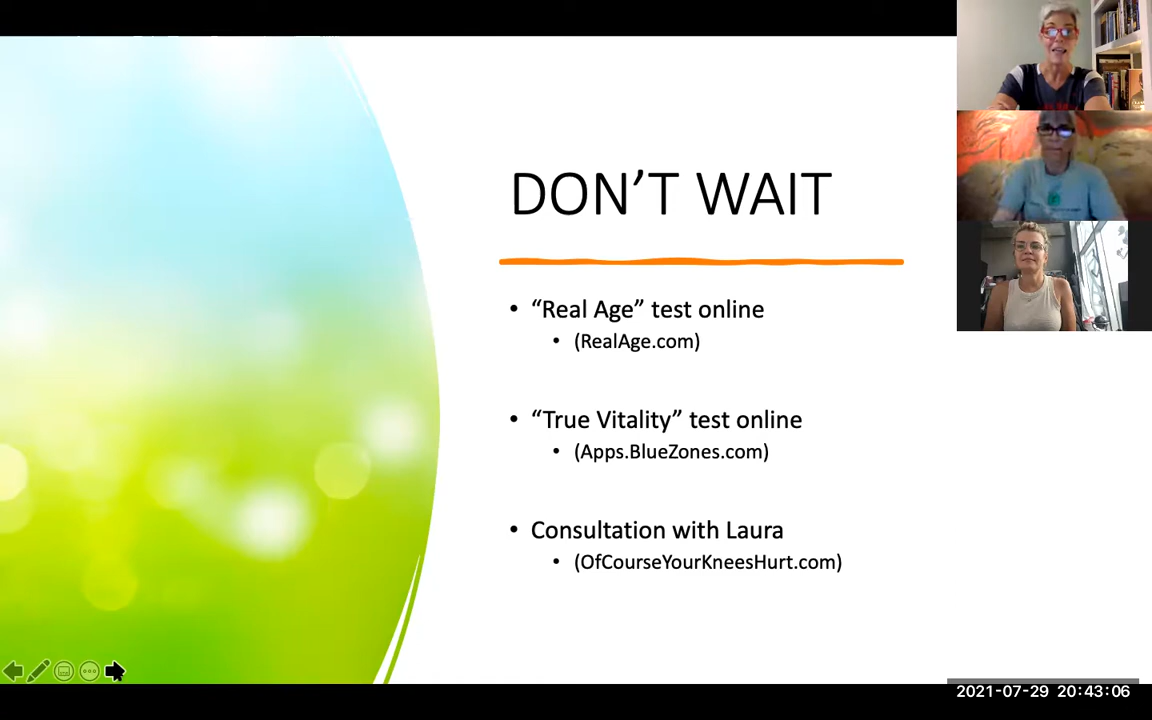 DON'T WAIT
• “Real Age” test online
• (RealAge.com)
• “True Vitality” test online
• (Apps.BlueZones.com)
• Consultation with Laura
• (OfCourseYourKneesHurt.com)
2021-07-29 20:43:06